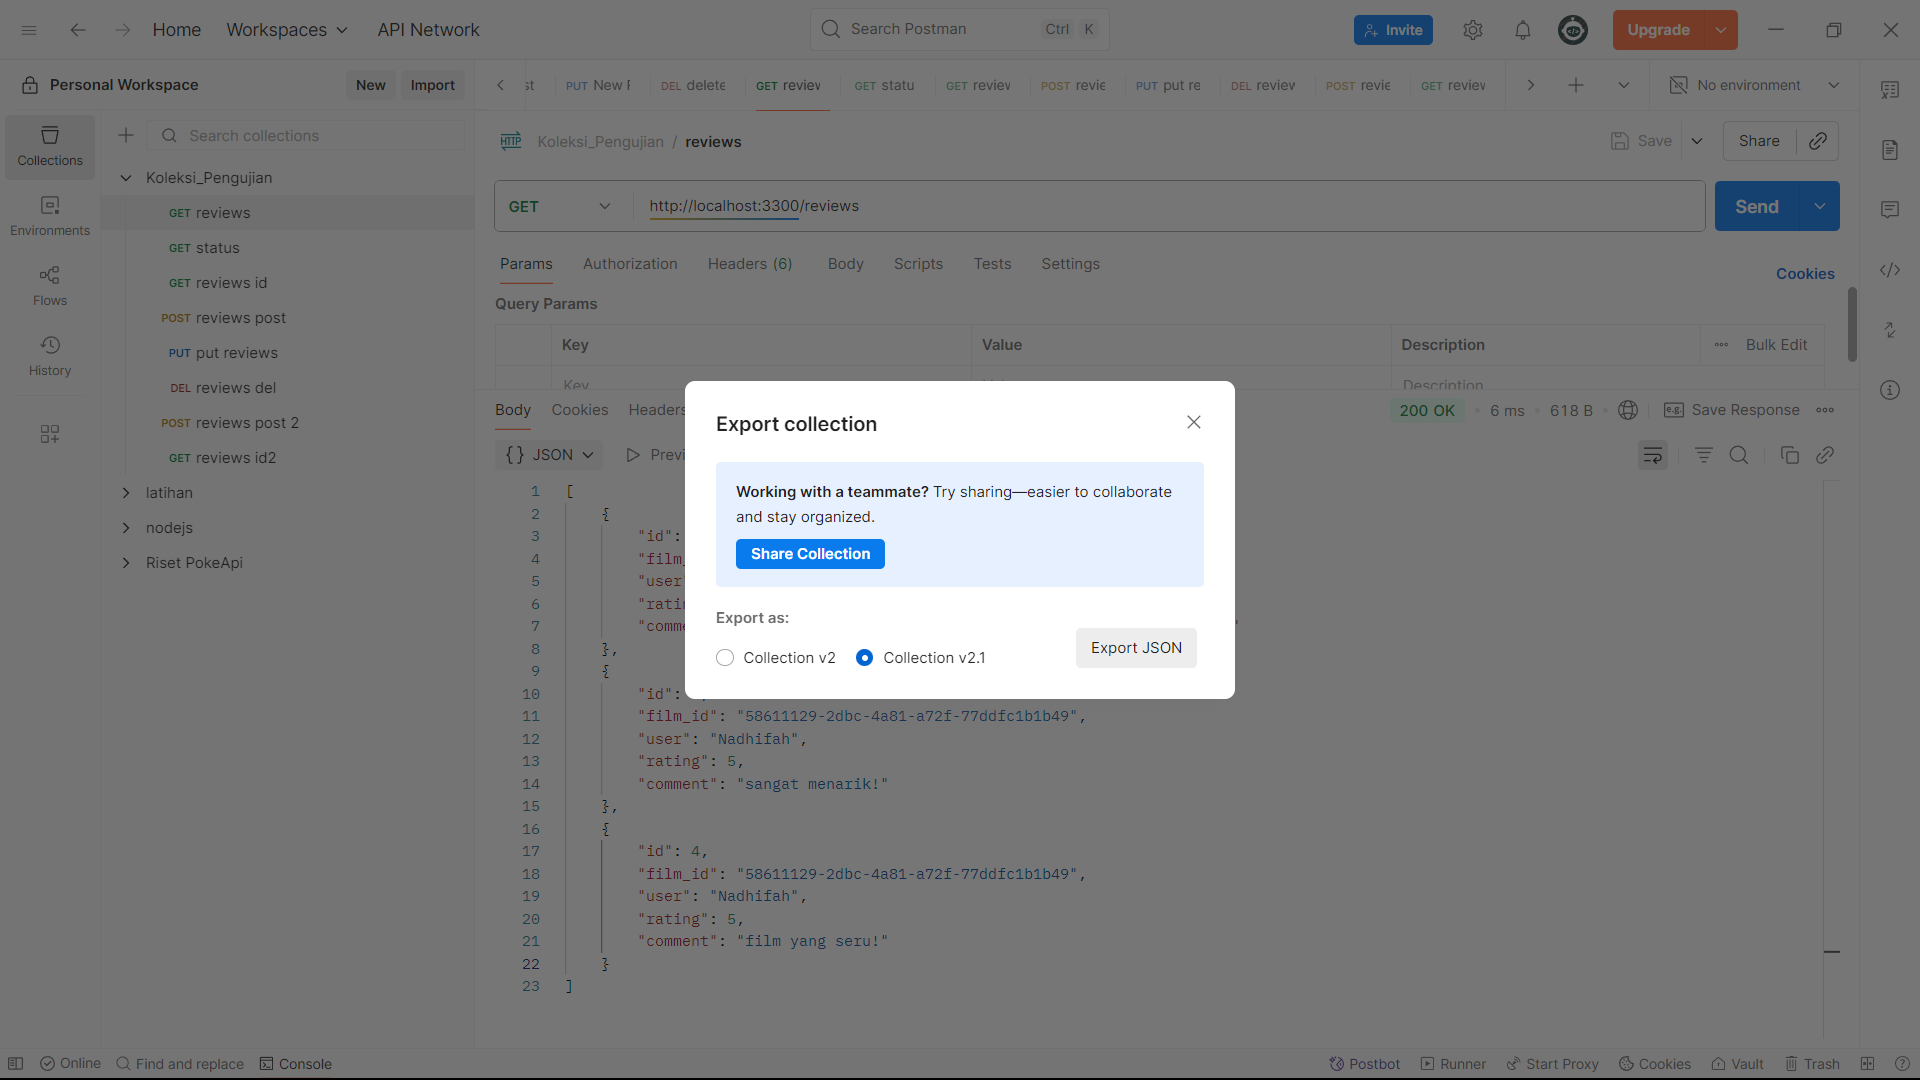 Home Workspaces API Network Search Postman Ctrl K Invite Upgrade
Personal Workspace New Import
st PUT New DEL delete GET review GET statu GET review POST revie PUT put re DEL review POST revie GET review No environment
Collections
Environments
Flows
History
Search collections
Koleksi_Pengujian
GET reviews
GET status
GET reviews id
POST reviews post
PUT put reviews
DEL reviews del
POST reviews post 2
GET reviews id2
latihan
nodejs
Riset PokeApi
HTTP Koleksi_Pengujian / reviews Save Share
GET http://localhost:3300/reviews Send
Params Authorization Headers (6) Body Scripts Tests Settings Cookies
Query Params
Key Value Description Bulk Edit
Key Description
Body Cookies Headers 200 OK 6 ms 618 B e.g. Save Response
{} JSON Previ
Export collection
Working with a teammate? Try sharing—easier to collaborate
and stay organized.
Share Collection
Export as:
Collection v2 Collection v2.1 Export JSON
1 [
2 {
3 "id":
4 "film_
5 "user"
6 "ratin
7 "comme
8 },
9 {
10 "id":
11 "film_id": "58611129-2dbc-4a81-a72f-77ddfc1b1b49",
12 "user": "Nadhifah",
13 "rating": 5,
14 "comment": "sangat menarik!"
15 },
16 {
17 "id": 4,
18 "film_id": "58611129-2dbc-4a81-a72f-77ddfc1b1b49",
19 "user": "Nadhifah",
20 "rating": 5,
21 "comment": "film yang seru!"
22 }
23 ]
Online Find and replace Console Postbot Runner Start Proxy Cookies Vault Trash